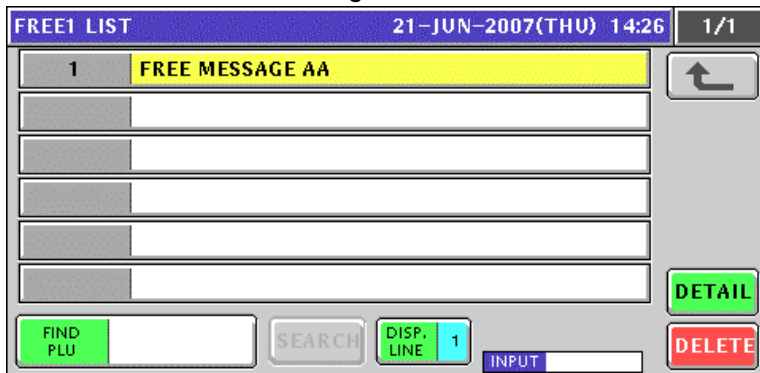 FREE1 LIST 21-JUN-2007(THU) 14:26 1/1
1 FREE MESSAGE AA
DETAIL
FIND PLU SEARCH DISP. LINE 1 INPUT DELETE